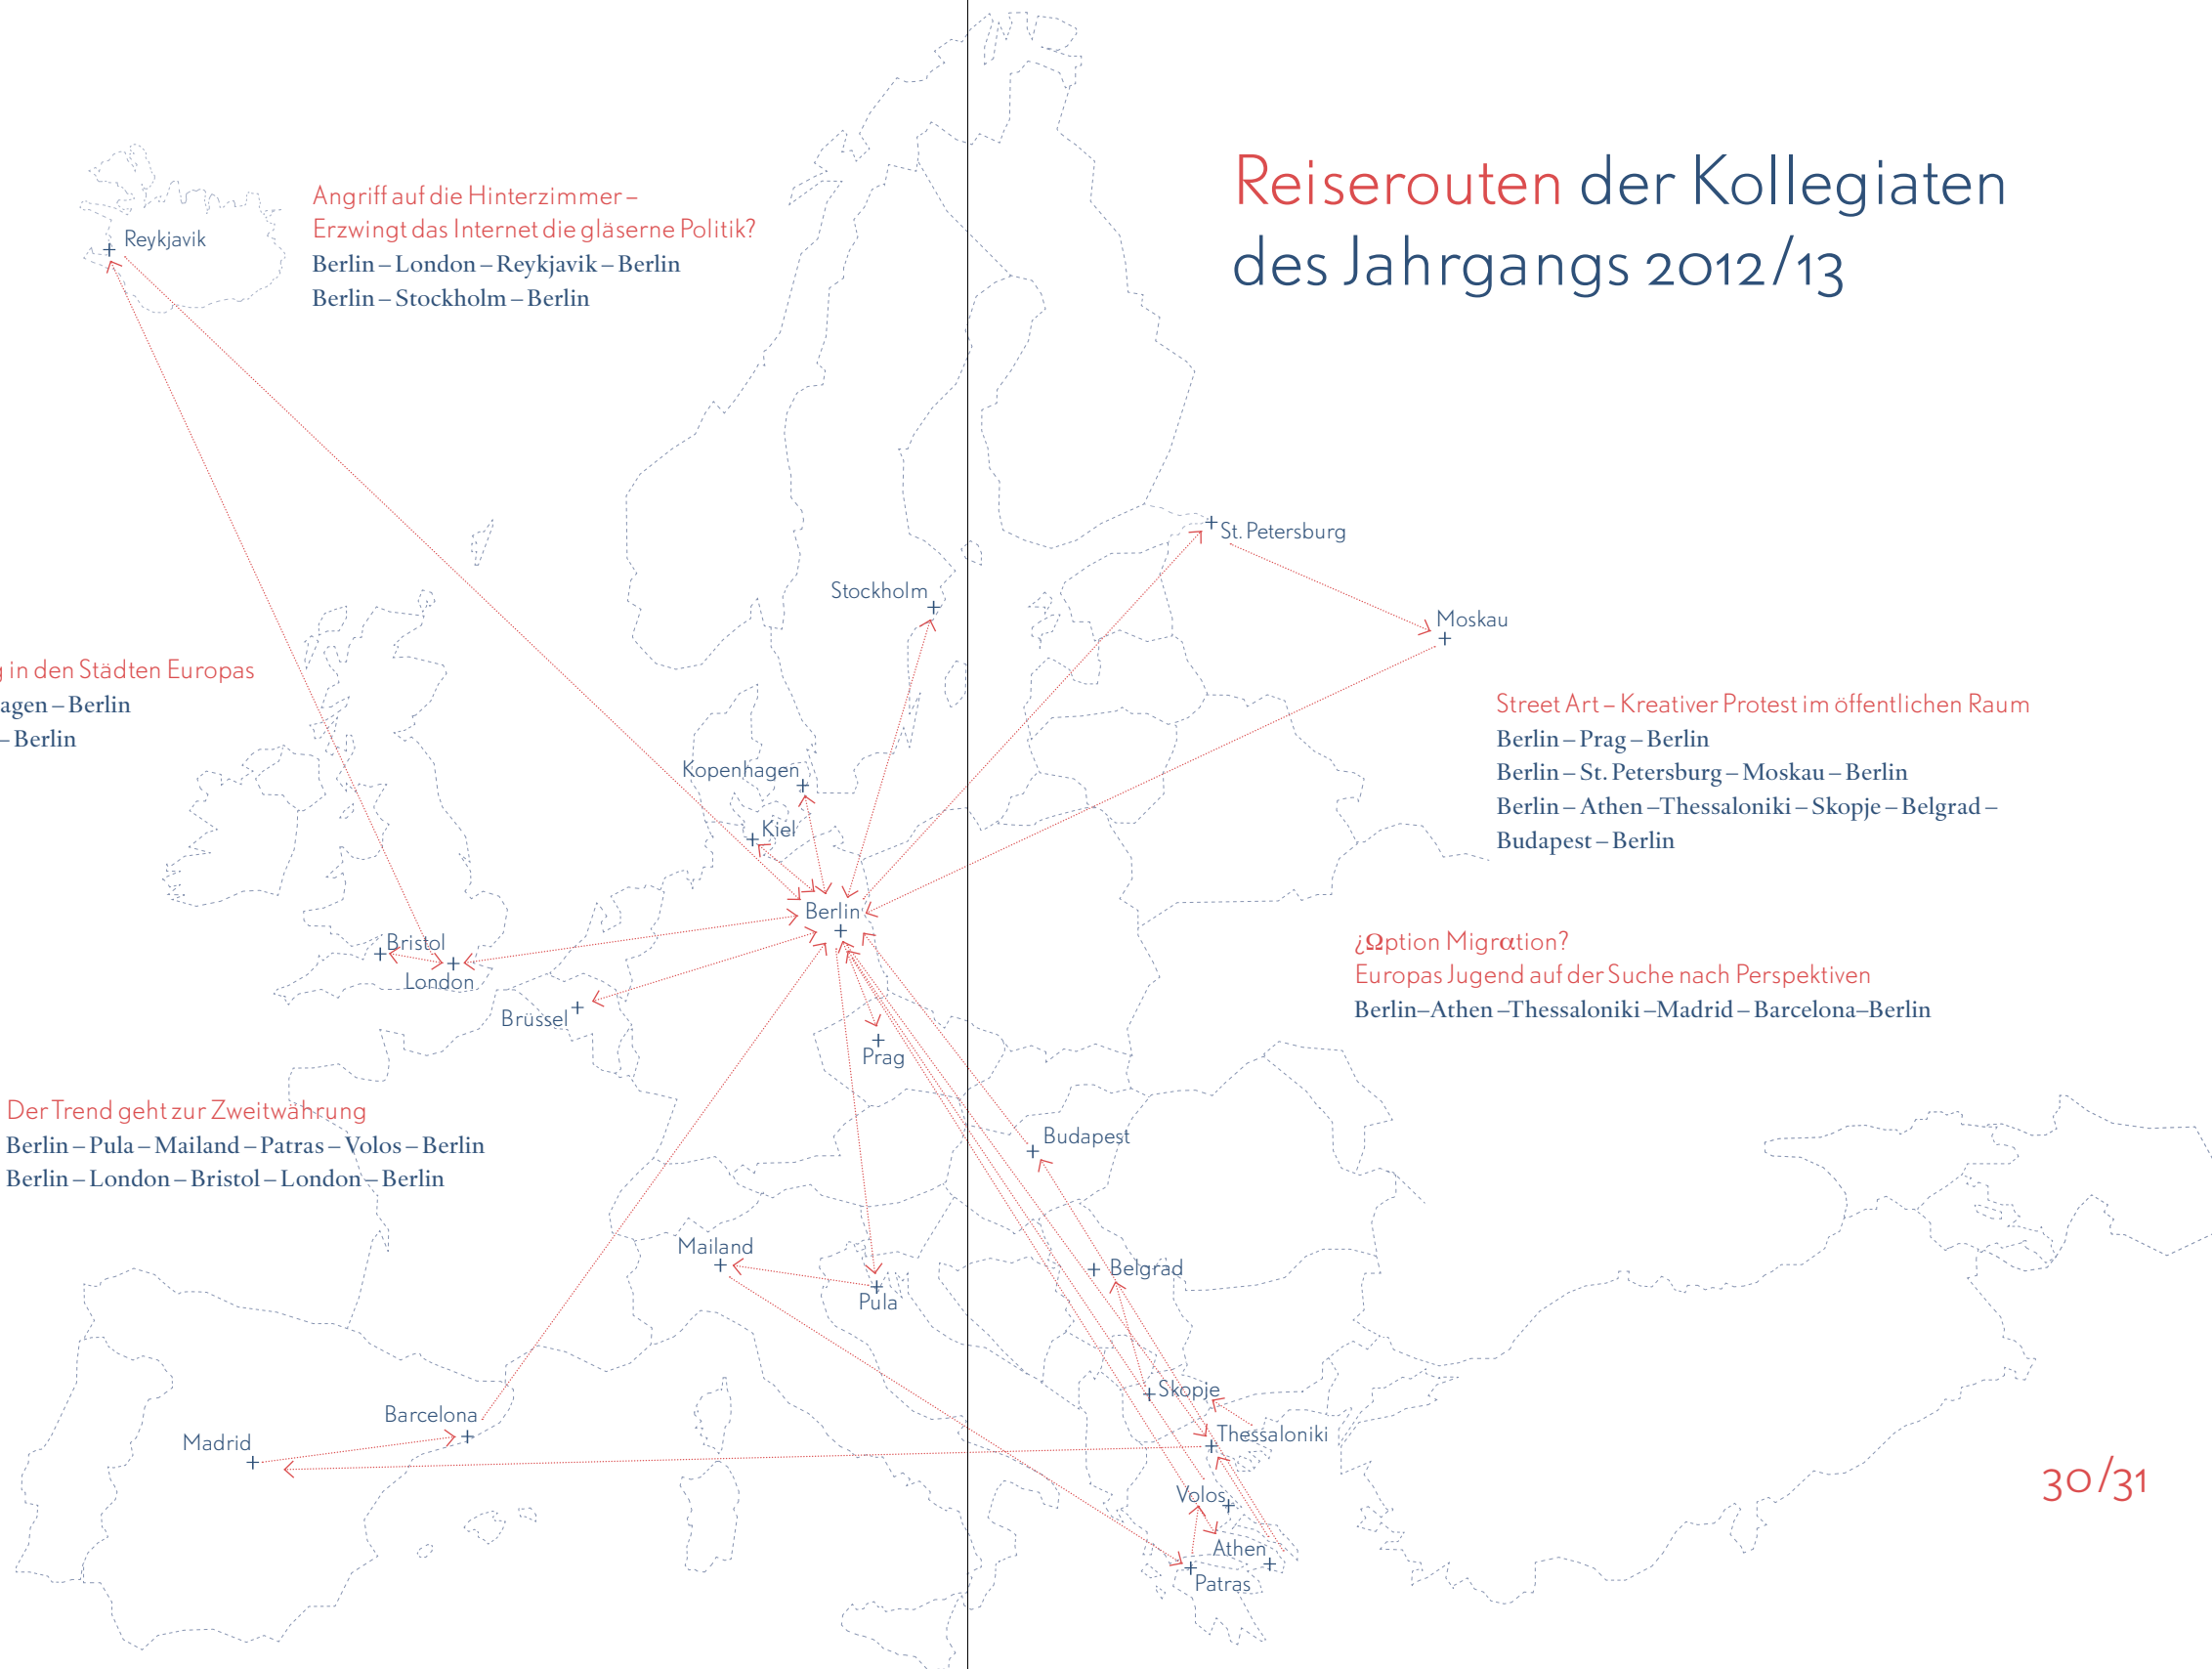 Reiserouten der Kollegiaten
des Jahrgangs 2012/13
Angriff auf die Hinterzimmer –
Erzwingt das Internet die gläserne Politik?
Berlin – London – Reykjavik – Berlin
Berlin – Stockholm – Berlin
Reykjavik
St. Petersburg
Stockholm
Moskau
in den Städten Europas
agen – Berlin
– Berlin
Street Art – Kreativer Protest im öffentlichen Raum
Berlin – Prag – Berlin
Berlin – St. Petersburg – Moskau – Berlin
Berlin – Athen –Thessaloniki – Skopje – Belgrad –
Budapest – Berlin
Kopenhagen
Kiel
Berlin
Bristol
London
Brüssel
Prag
¿Ωption Migrαtion?
Europas Jugend auf der Suche nach Perspektiven
Berlin–Athen –Thessaloniki –Madrid – Barcelona–Berlin
Der Trend geht zur Zweitwährung
Berlin – Pula – Mailand – Patras – Volos – Berlin
Berlin – London – Bristol – London – Berlin
Budapest
Mailand
Belgrad
Pula
Skopje
Barcelona
Thessaloniki
Madrid
Volos
Athen
Patras
30/31